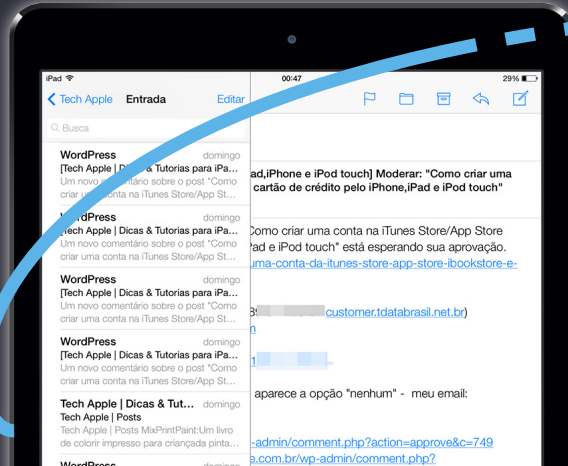 iPad 00:47 29%
Tech Apple Entrada Editar
Busca
WordPress domingo
[Tech Apple | Dicas & Tutorias para iPa...
Um novo comentário sobre o post "Como
criar uma conta na iTunes Store/App St...
WordPress domingo
[Tech Apple | Dicas & Tutorias para iPa...
Um novo comentário sobre o post "Como
criar uma conta na iTunes Store/App St...
WordPress domingo
[Tech Apple | Dicas & Tutorias para iPa...
Um novo comentário sobre o post "Como
criar uma conta na iTunes Store/App St...
WordPress domingo
[Tech Apple | Dicas & Tutorias para iPa...
Um novo comentário sobre o post "Como
criar uma conta na iTunes Store/App St...
Tech Apple | Dicas & Tut... domingo
Tech Apple | Posts
Tech Apple | Posts MixPrintPaint:Um livro
de colorir impresso para criançada pinta...
WordPress domingo
ad,iPhone e iPod touch] Moderar: "Como criar uma
cartão de crédito pelo iPhone,iPad e iPod touch"
Como criar uma conta na iTunes Store/App Store
Pad e iPod touch" está esperando sua aprovação.
uma-conta-da-itunes-store-app-store-ibookstore-e-
customer.tdatabrasil.net.br)
aparece a opção "nenhum" - meu email:
-admin/comment.php?action=approve&c=749
e.com.br/wp-admin/comment.php?